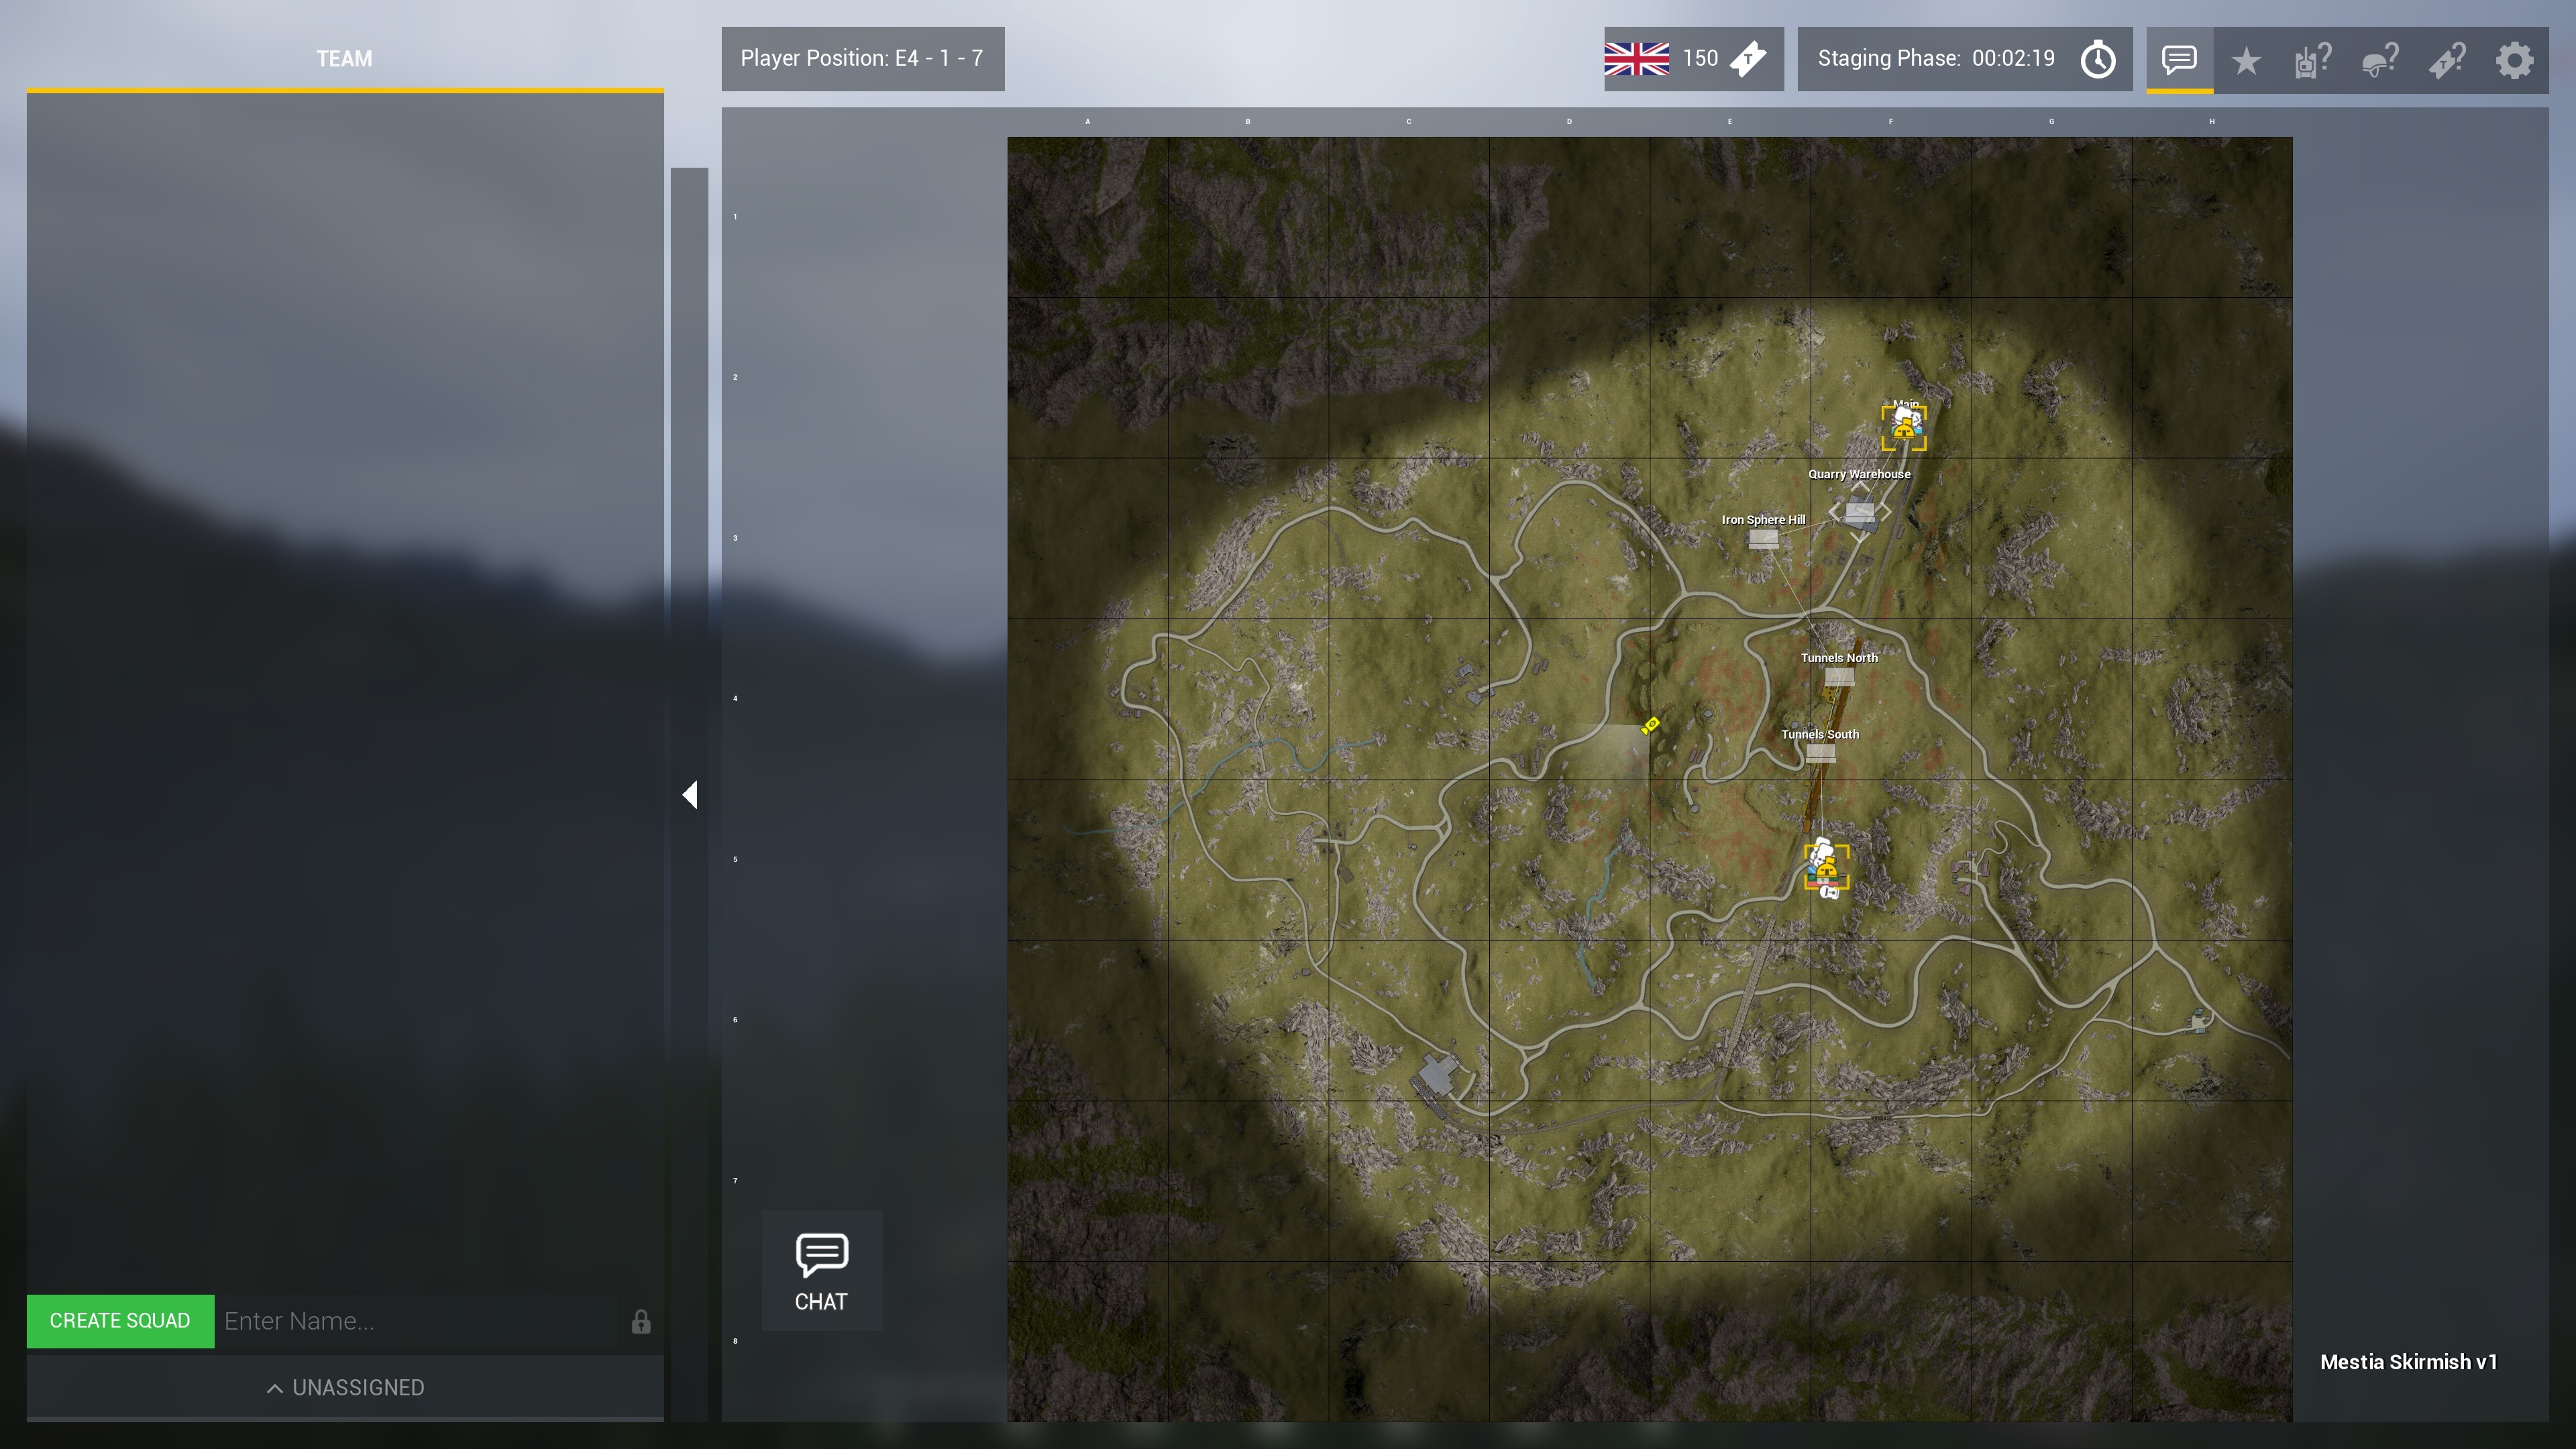 TEAM
Player Position: E4 - 1 - 7
150
T
Staging Phase: 00:02:19
A B C D E F G H
1
2
3
4
5
6
7
8
Main
Quarry Warehouse
Iron Sphere Hill
Tunnels North
Tunnels South
CHAT
CREATE SQUAD Enter Name...
UNASSIGNED
Mestia Skirmish v1